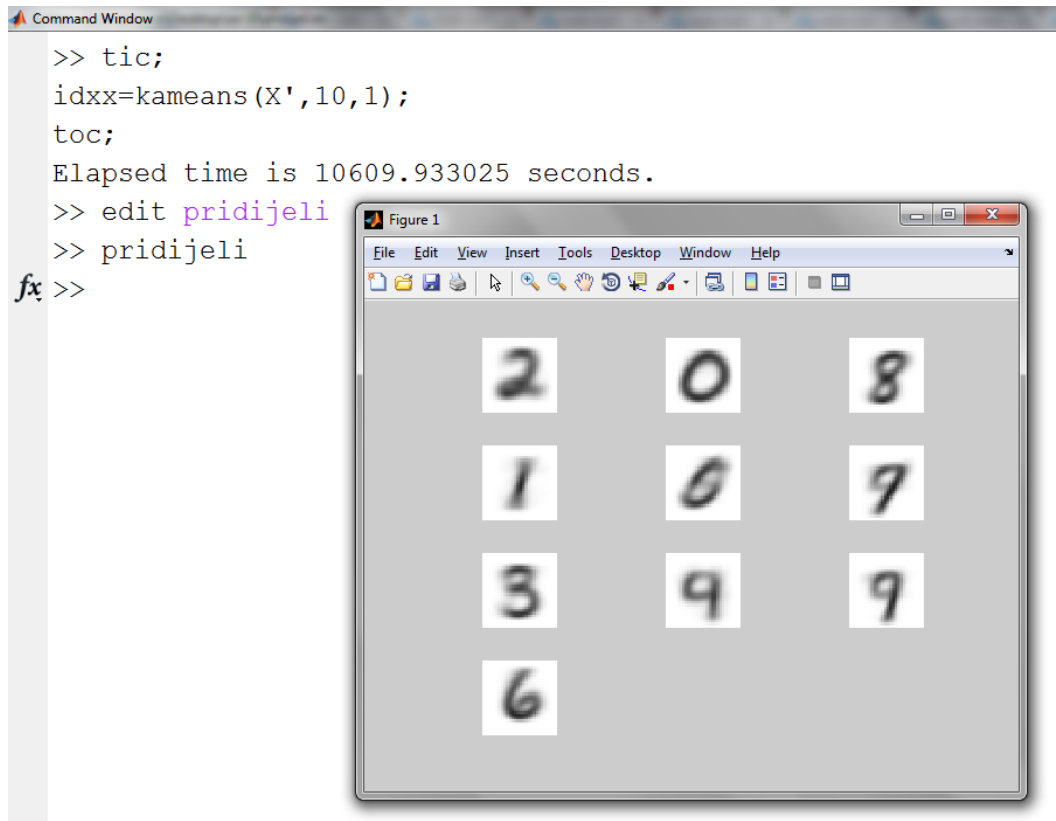 Command Window
>> tic;
idxx=kameans(X',10,1);
toc;
Elapsed time is 10609.933025 seconds.
>> edit pridijeli
>> pridijeli
fx >>
Figure 1
File Edit View Insert Tools Desktop Window Help
2 0 8
1 9
3 9 9
6